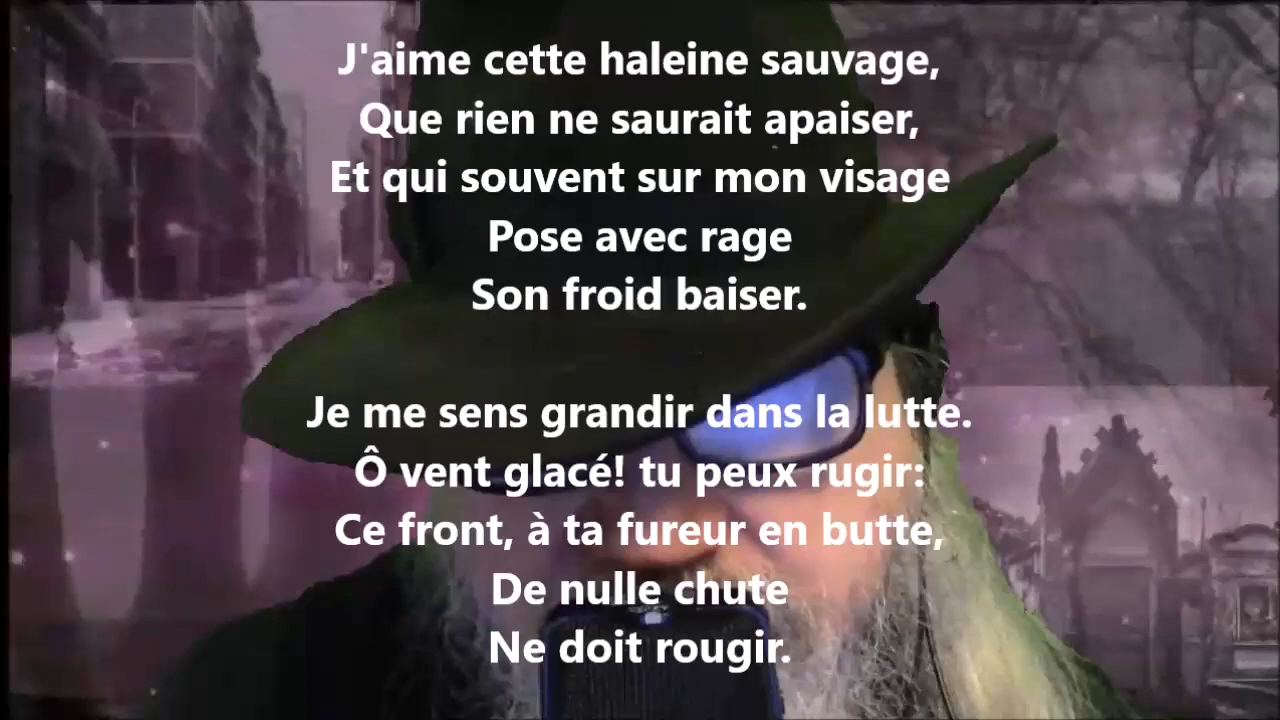 J'aime cette haleine sauvage,
Que rien ne saurait apaiser,
Et qui souvent sur mon visage
Pose avec rage
Son froid baiser.
Je me sens grandir dans la lutte.
Ô vent glacé! tu peux rugir:
Ce front, à ta fureur en butte,
De nulle chute
Ne doit rougir.